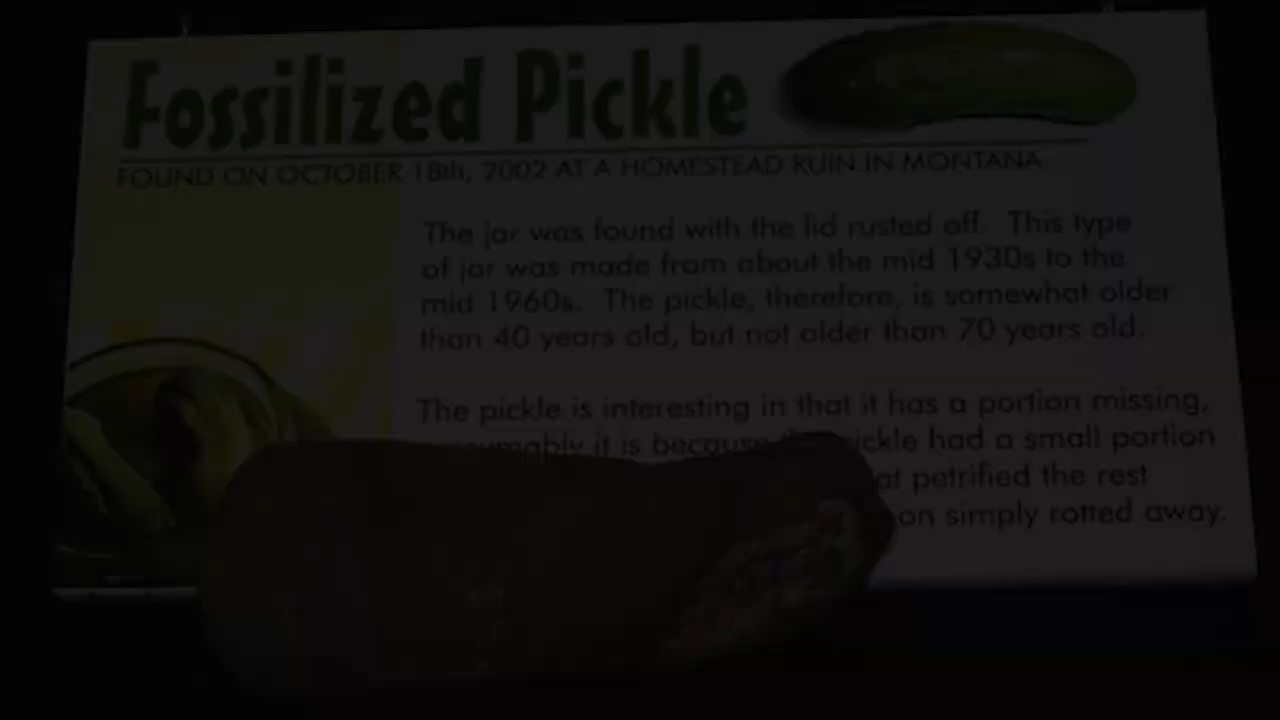 Fossilized Pickle
FOUND ON OCTOBER 18th, 2002 AT A HOMESTEAD RUIN IN MONTANA.
The jar was found with the lid rusted off. This type
of jar was made from about the mid 1930s to the
mid 1960s. The pickle, therefore, is somewhat older
than 40 years old, but not older than 70 years old.
The pickle is interesting in that it has a portion missing,
it is because had a small portion
petrified the rest
simply rotted away.